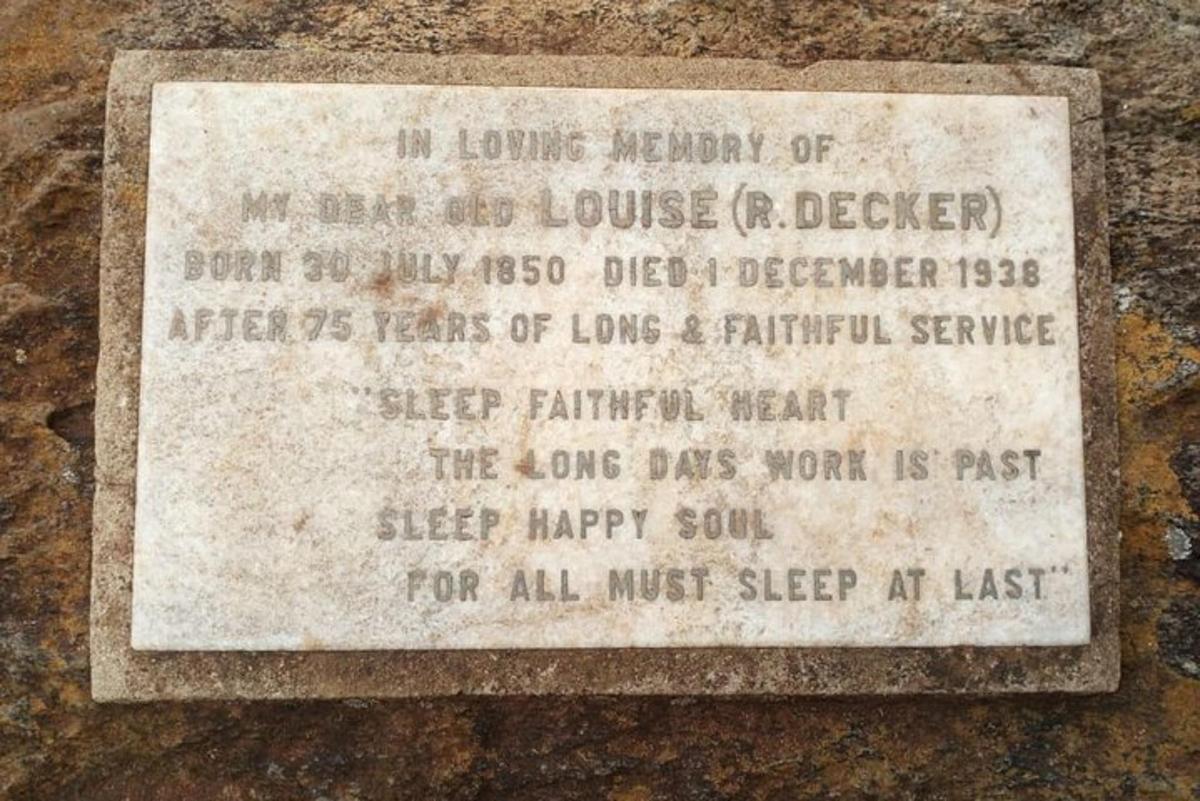 IN LOVING MEMORY OF
MY DEAR OLD LOUISE (R. DECKER)
BORN 30 JULY 1850 DIED 1 DECEMBER 1938
AFTER 75 YEARS OF LONG & FAITHFUL SERVICE
"SLEEP FAITHFUL HEART
THE LONG DAYS WORK IS PAST
SLEEP HAPPY SOUL
FOR ALL MUST SLEEP AT LAST"